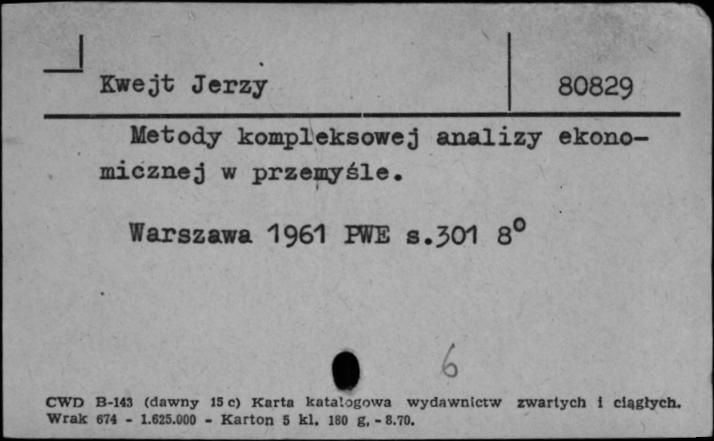 Kwejt Jerzy 80829
Metody kompleksowej analizy ekono-
micznej w przemyśle.
Warszawa 1961 PWE s.301 8°
6
CWD B-143 (dawny 15 c) Karta katalogowa wydawnictw zwartych i ciągłych.
Wrak 674 - 1.625.000 - Karton 5 kl. 180 g. - 8.70.